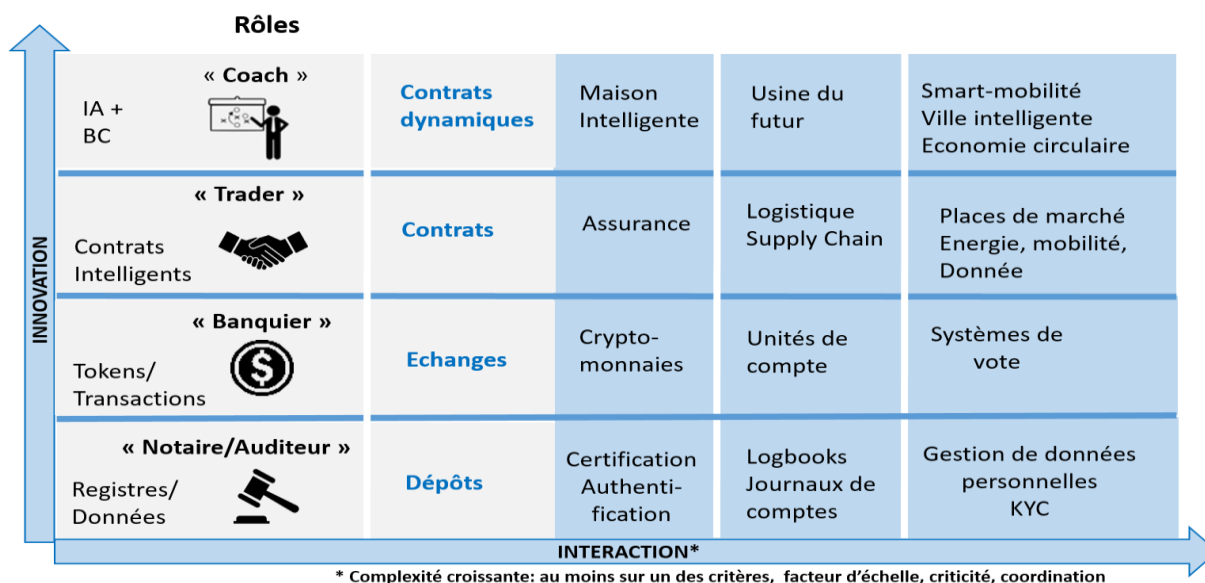 Rôles
INNOVATION
« Coach »
IA +
BC
Contrats
dynamiques
Maison
Intelligente
Usine du
futur
Smart-mobilité
Ville intelligente
Economie circulaire
« Trader »
Contrats
Intelligents
Contrats
Assurance
Logistique
Supply Chain
Places de marché
Energie, mobilité,
Donnée
« Banquier »
$
Tokens/
Transactions
Echanges
Crypto-
monnaies
Unités de
compte
Systèmes de
vote
« Notaire/Auditeur »
Registres/
Données
Dépôts
Certification
Authenti-
fication
Logbooks
Journaux de
comptes
Gestion de données
personnelles
KYC
INTERACTION*
* Complexité croissante: au moins sur un des critères, facteur d'échelle, criticité, coordination